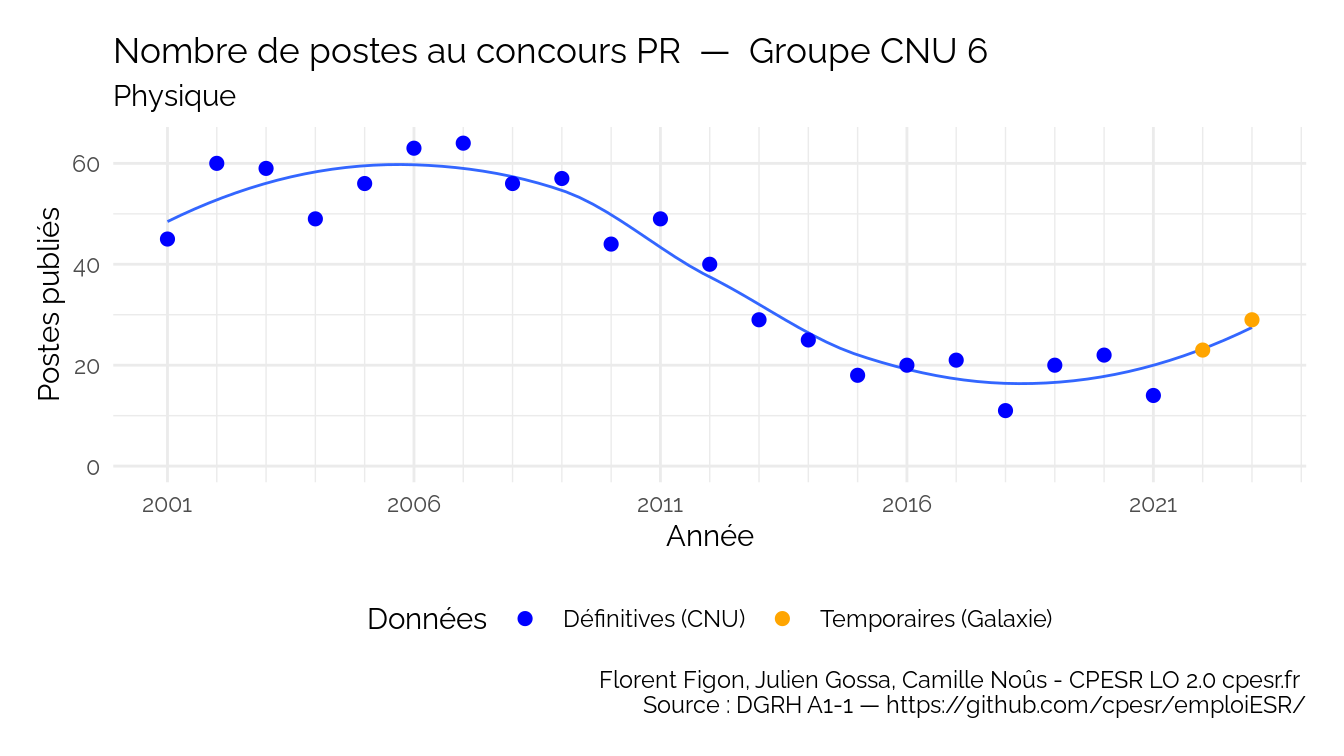 Nombre de postes au concours PR — Groupe CNU 6
Physique
Postes publiés
60
40
20
0
2001 2006 2011 2016 2021
Année
Données Définitives (CNU) Temporaires (Galaxie)
Florent Figon, Julien Gossa, Camille Noûs - CPESR LO 2.0 cpesr.fr
Source : DGRH A1-1 — https://github.com/cpesr/emploiESR/